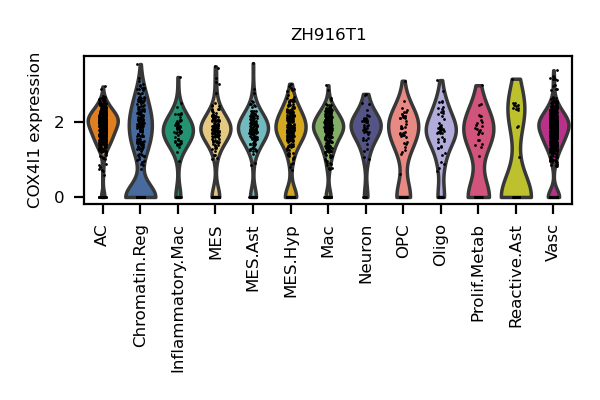 ZH916T1
COX4I1 expression
2
0
AC
Chromatin.Reg
Inflammatory.Mac
MES
MES.Ast
MES.Hyp
Mac
Neuron
OPC
Oligo
Prolif.Metab
Reactive.Ast
Vasc